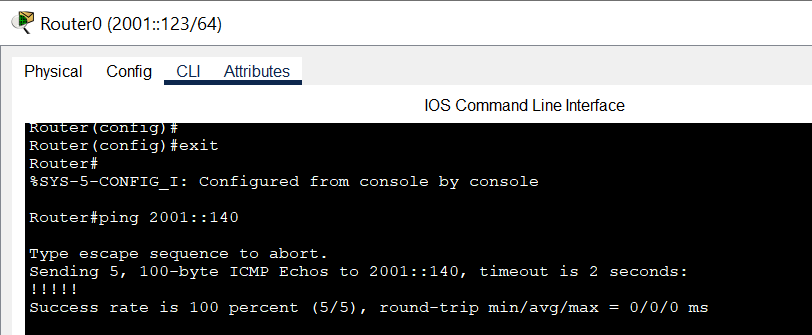 Router0 (2001::123/64)
Physical Config CLI Attributes
IOS Command Line Interface
Router(config)#
Router(config)#exit
Router#
%SYS-5-CONFIG_I: Configured from console by console
Router#ping 2001::140
Type escape sequence to abort.
Sending 5, 100-byte ICMP Echos to 2001::140, timeout is 2 seconds:
!!!!!
Success rate is 100 percent (5/5), round-trip min/avg/max = 0/0/0 ms